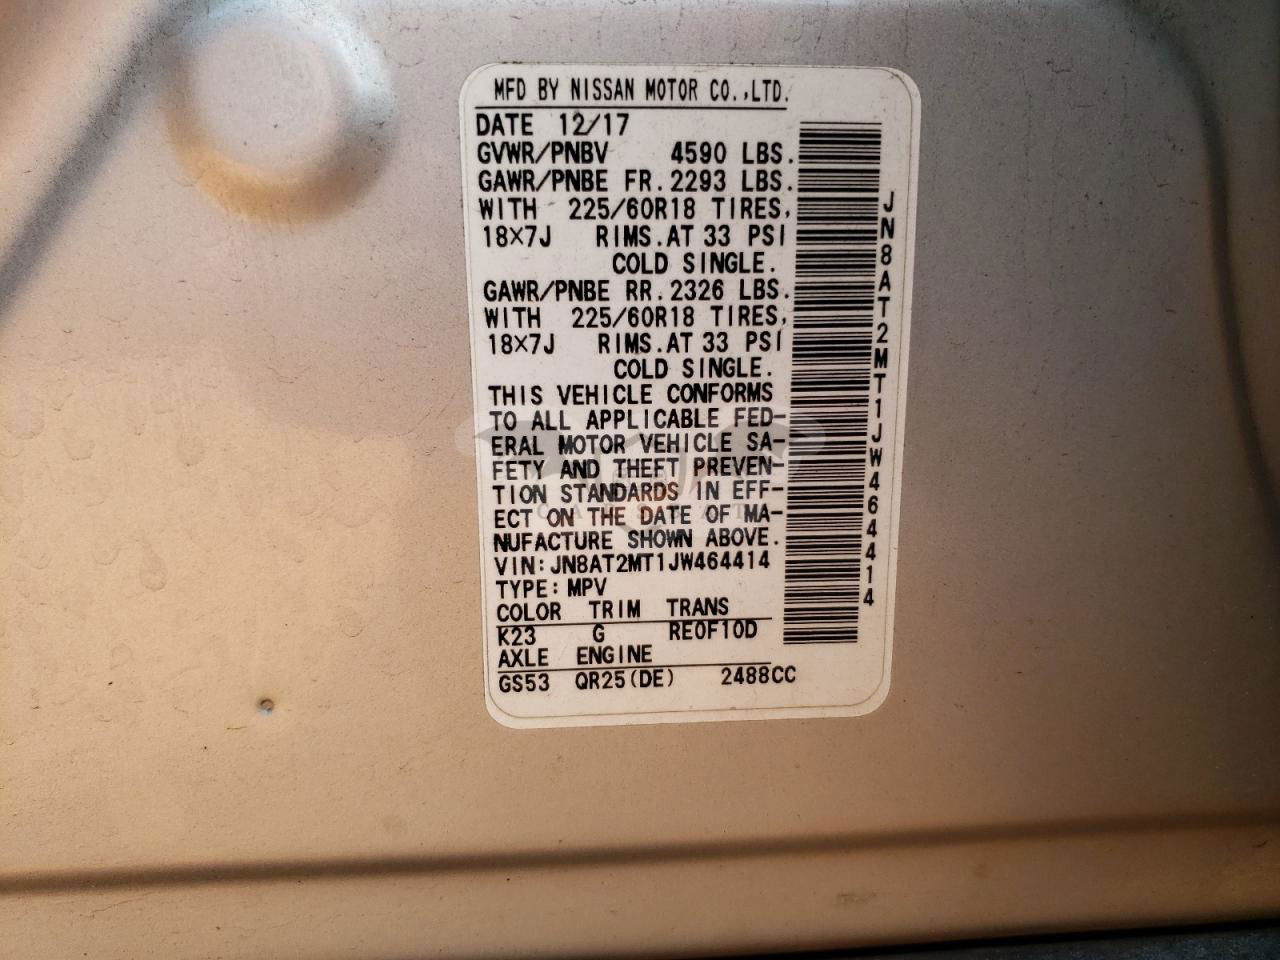 MFD BY NISSAN MOTOR CO.,LTD.
DATE 12/17
GVWR/PNBV 4590 LBS.
GAWR/PNBE FR. 2293 LBS.
WITH 225/60R18 TIRES,
18×7J RIMS. AT 33 PSI
COLD SINGLE.
GAWR/PNBE RR. 2326 LBS.
WITH 225/60R18 TIRES,
18×7J RIMS. AT 33 PSI
COLD SINGLE.
THIS VEHICLE CONFORMS
TO ALL APPLICABLE FED-
ERAL MOTOR VEHICLE SA-
FETY AND THEFT PREVEN-
TION STANDARDS IN EFF-
ECT ON THE DATE OF MA-
NUFACTURE SHOWN ABOVE.
VIN: JN8AT2MT1JW464414
TYPE: MPV
COLOR TRIM TRANS
K23 G RE0F10D
AXLE ENGINE
GS53 QR25(DE) 2488CC
JN8AT2MT1JW464414